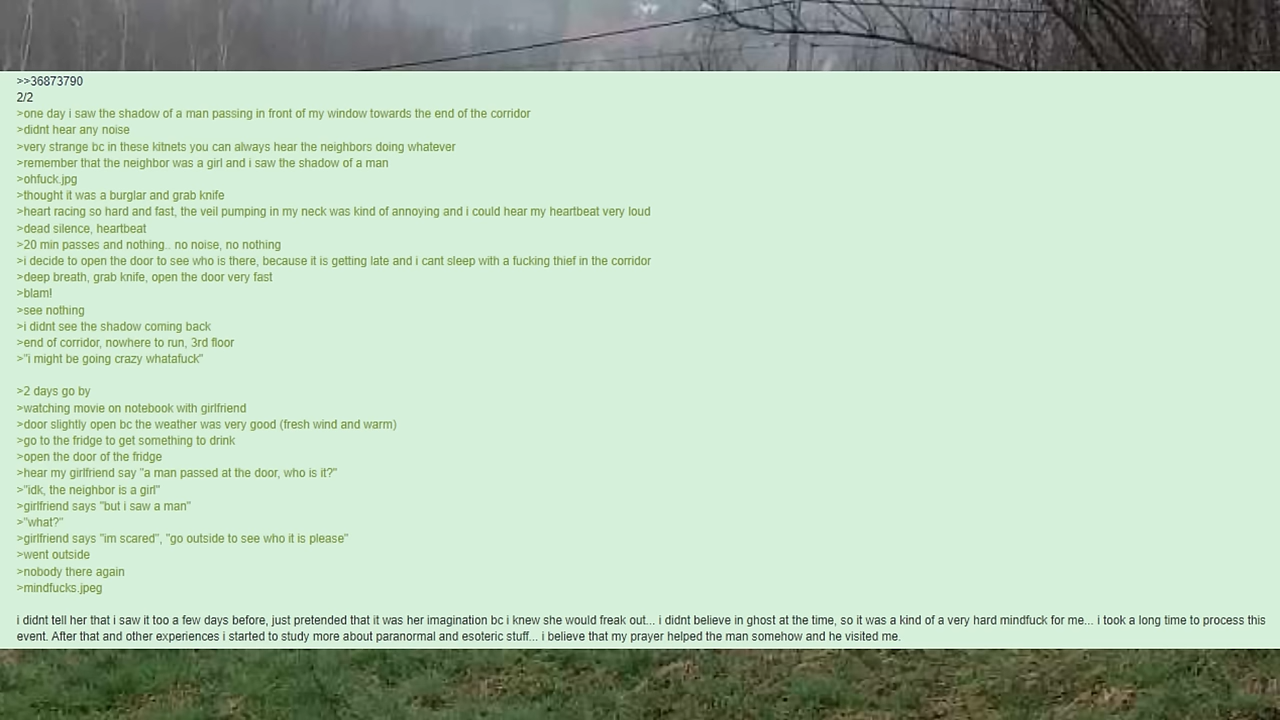 >>36873790
2/2
>one day i saw the shadow of a man passing in front of my window towards the end of the corridor
>didnt hear any noise
>very strange bc in these kitnets you can always hear the neighbors doing whatever
>remember that the neighbor was a girl and i saw the shadow of a man
>ohfuck.jpg
>thought it was a burglar and grab knife
>heart racing so hard and fast, the veil pumping in my neck was kind of annoying and i could hear my heartbeat very loud
>dead silence, heartbeat
>20 min passes and nothing.. no noise, no nothing
>i decide to open the door to see who is there, because it is getting late and i cant sleep with a fucking thief in the corridor
>deep breath, grab knife, open the door very fast
>blam!
>see nothing
>i didnt see the shadow coming back
>end of corridor, nowhere to run, 3rd floor
>"i might be going crazy whatafuck"
>2 days go by
>watching movie on notebook with girlfriend
>door slightly open bc the weather was very good (fresh wind and warm)
>go to the fridge to get something to drink
>open the door of the fridge
>hear my girlfriend say "a man passed at the door, who is it?"
>"idk, the neighbor is a girl"
>girlfriend says "but i saw a man"
>"what?"
>girlfriend says "im scared", "go outside to see who it is please"
>went outside
>nobody there again
>mindfucks.jpeg
i didnt tell her that i saw it too a few days before, just pretended that it was her imagination bc i knew she would freak out... i didnt believe in ghost at the time, so it was a kind of a very hard mindfuck for me... i took a long time to process this
event. After that and other experiences i started to study more about paranormal and esoteric stuff... i believe that my prayer helped the man somehow and he visited me.